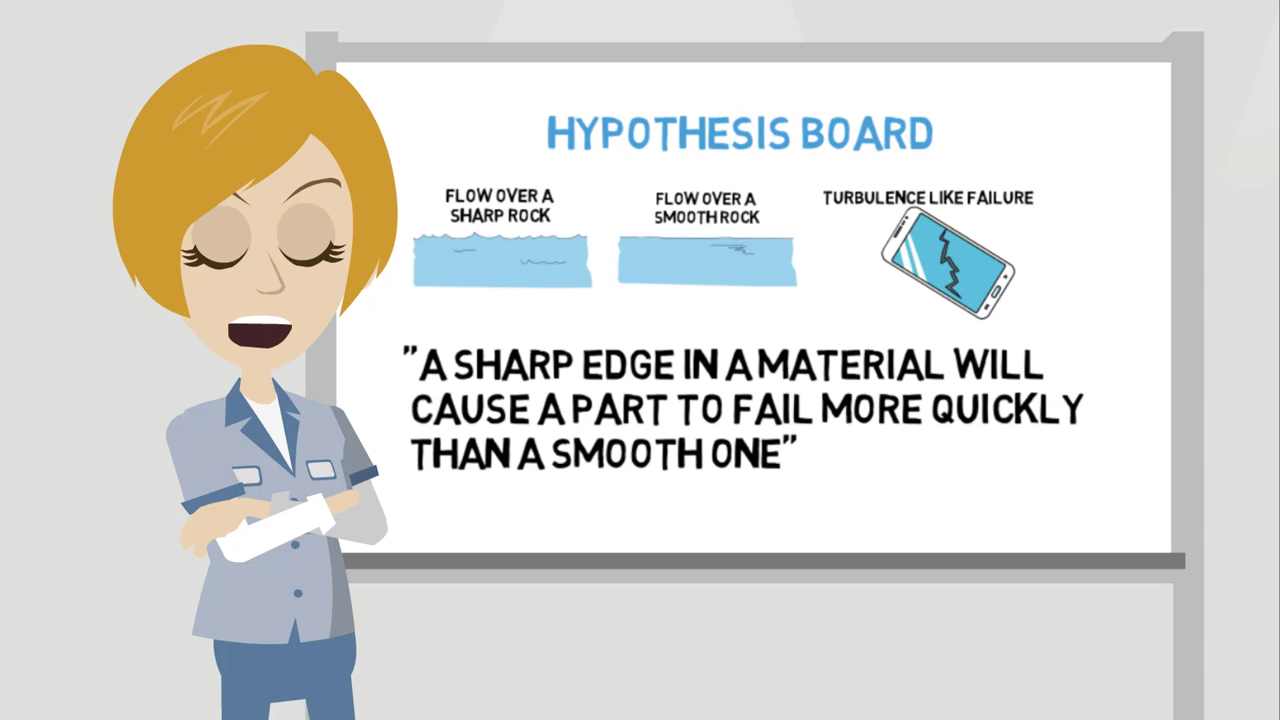 HYPOTHESIS BOARD
FLOW OVER A
SHARP ROCK
FLOW OVER A
SMOOTH ROCK
TURBULENCE LIKE FAILURE
"A SHARP EDGE IN A MATERIAL WILL
CAUSE A PART TO FAIL MORE QUICKLY
THAN A SMOOTH ONE"